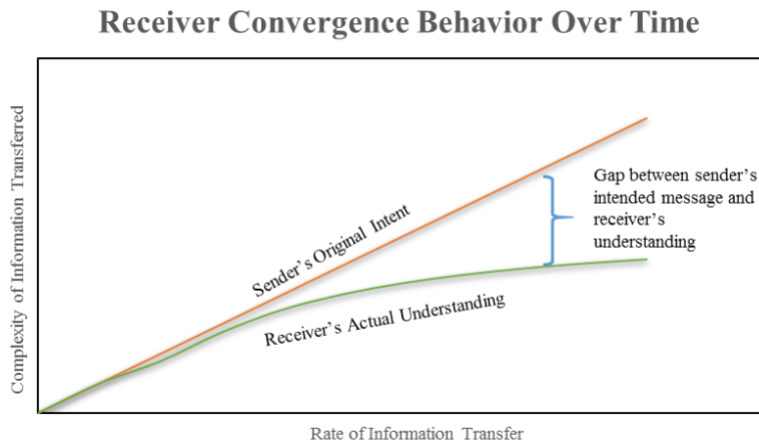 Receiver Convergence Behavior Over Time
Complexity of Information Transferred
Sender's Original Intent
Gap between sender's
intended message and
receiver's
understanding
Receiver's Actual Understanding
Rate of Information Transfer